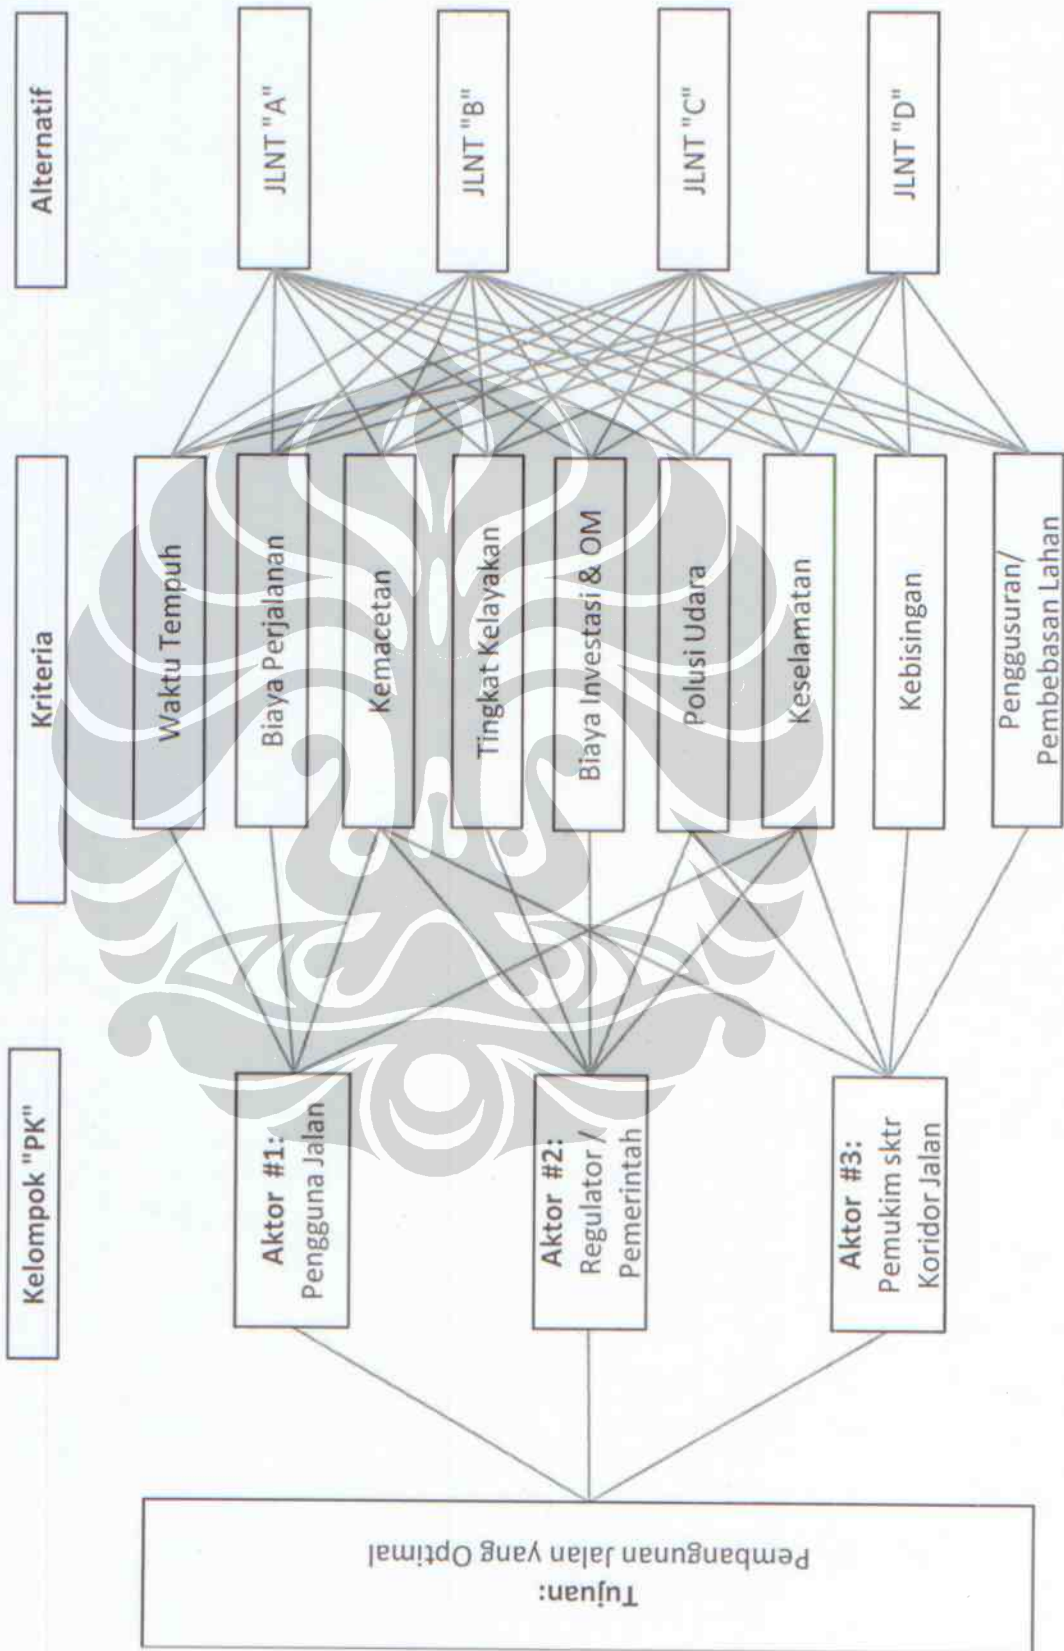 Kelompok "PK"
Kriteria
Alternatif
Tujuan:
Pembangunan Jalan yang Optimal
Aktor #1:
Pengguna Jalan
Aktor #2:
Regulator /
Pemerintah
Aktor #3:
Pemukim sktr
Koridor Jalan
Waktu Tempuh
Biaya Perjalanan
Kemacetan
Tingkat Kelayakan
Biaya Investasi & OM
Polusi Udara
Keselamatan
Kebisingan
Penggusuran/
Pembebasan Lahan
JLNT "A"
JLNT "B"
JLNT "C"
JLNT "D"